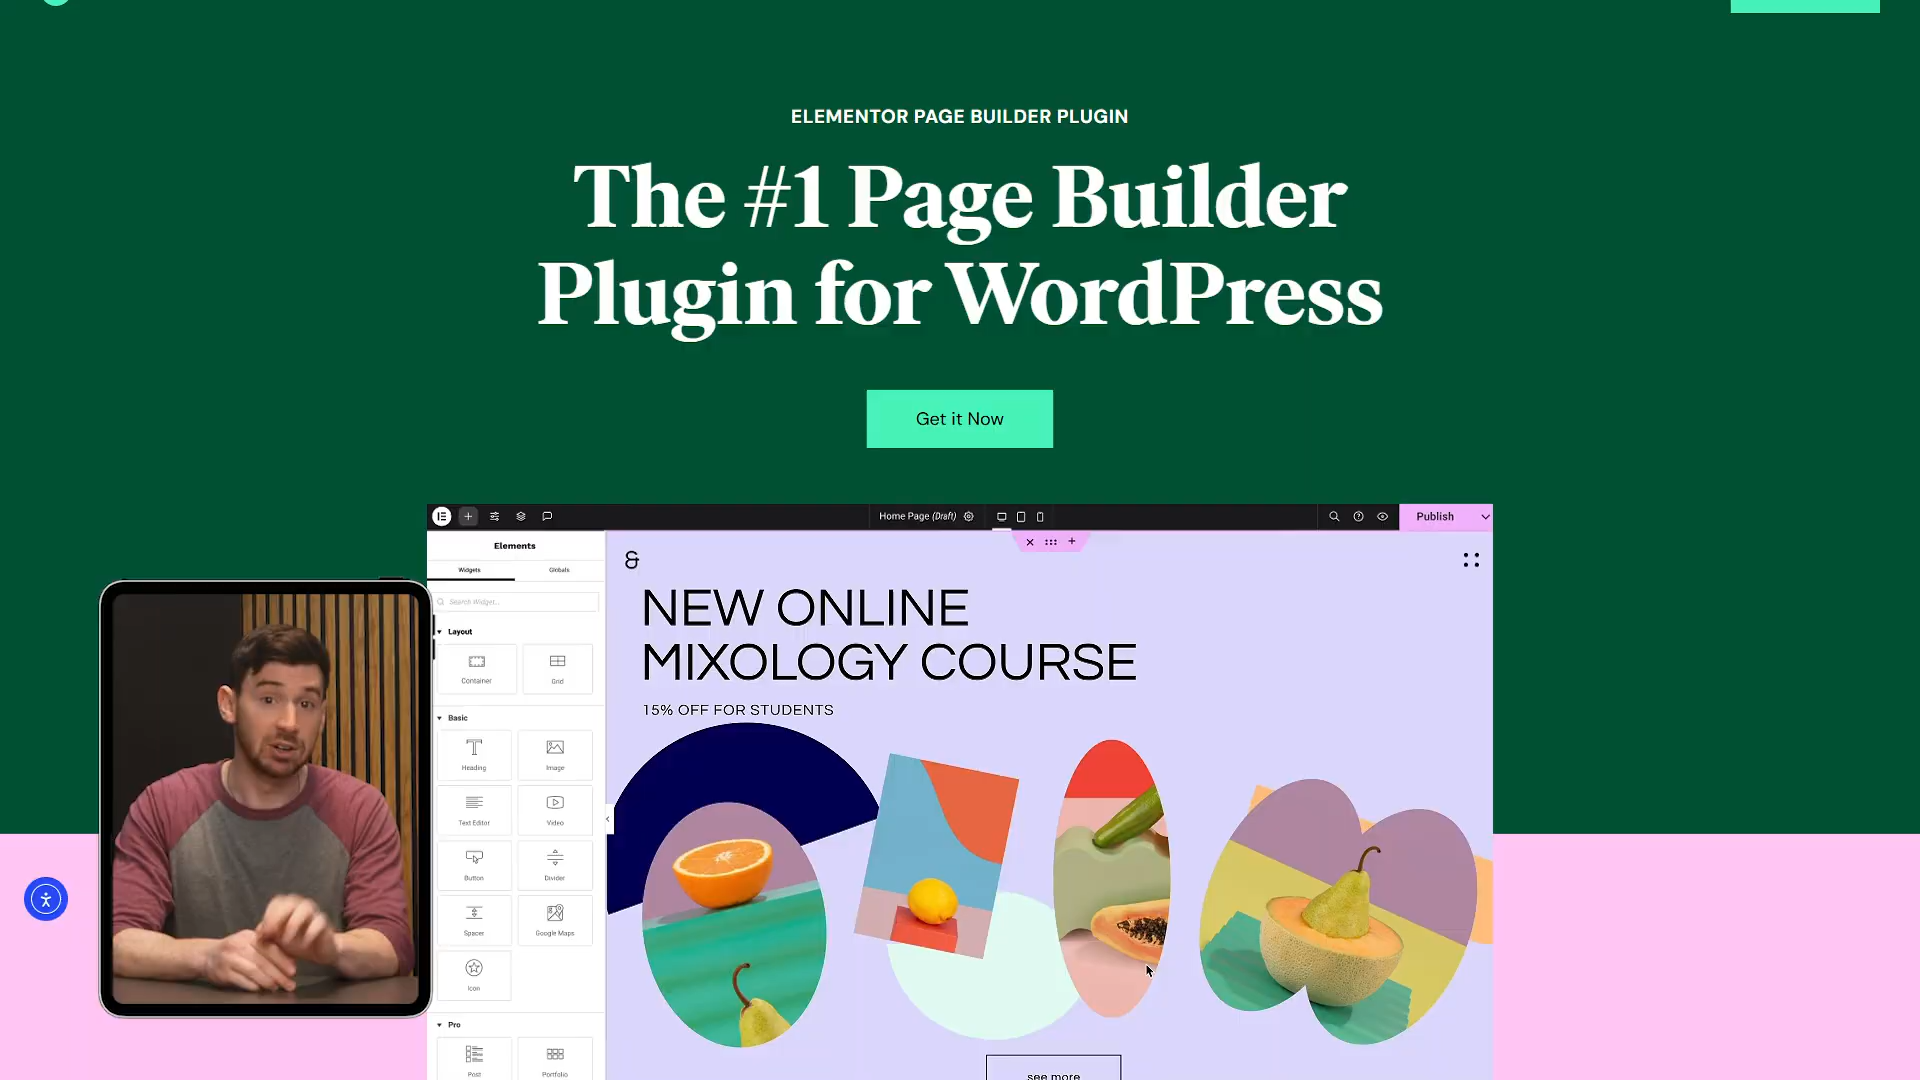 ELEMENTOR PAGE BUILDER PLUGIN
The #1 Page Builder
Plugin for WordPress
Get it Now
Home Page (Draft)
Publish
Elements
Widgets
Globals
Search Widget...
&
NEW ONLINE
MIXOLOGY COURSE
15% OFF FOR STUDENTS
Layout
Container
Grid
Basic
Heading
Image
Text Editor
Video
Button
Divider
Spacer
Google Maps
Icon
Pro
Post
Portfolio
see more